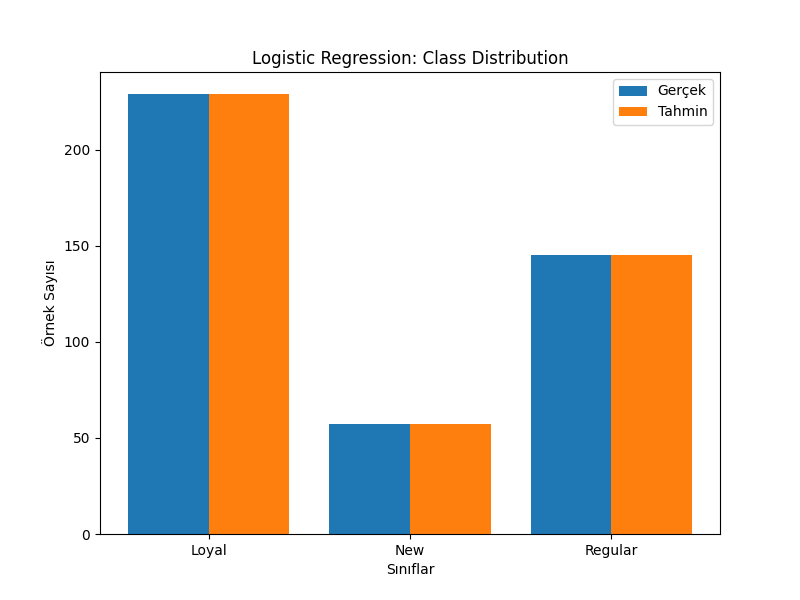 Logistic Regression: Class Distribution
Gerçek
Tahmin
200
150
100
50
0
Örnek Sayısı
Loyal New Regular
Sınıflar